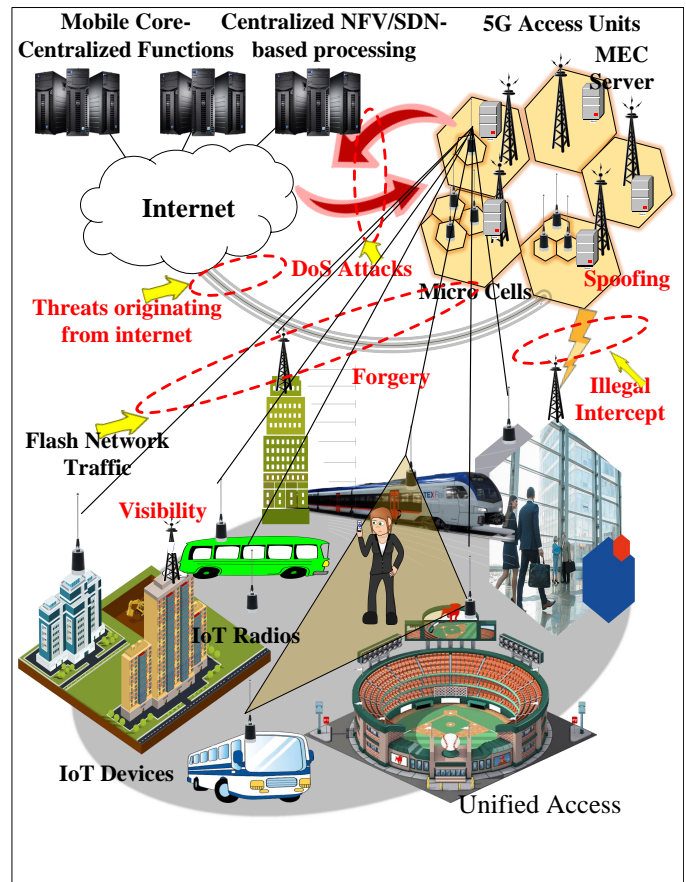 Mobile Core-
Centralized Functions
Centralized NFV/SDN-
based processing
5G Access Units
MEC
Server
Internet
DoS Attacks
Micro Cells
Spoofing
Threats originating
from internet
Forgery
Illegal
Intercept
Flash Network
Traffic
Visibility
IoT Radios
IoT Devices
Unified Access